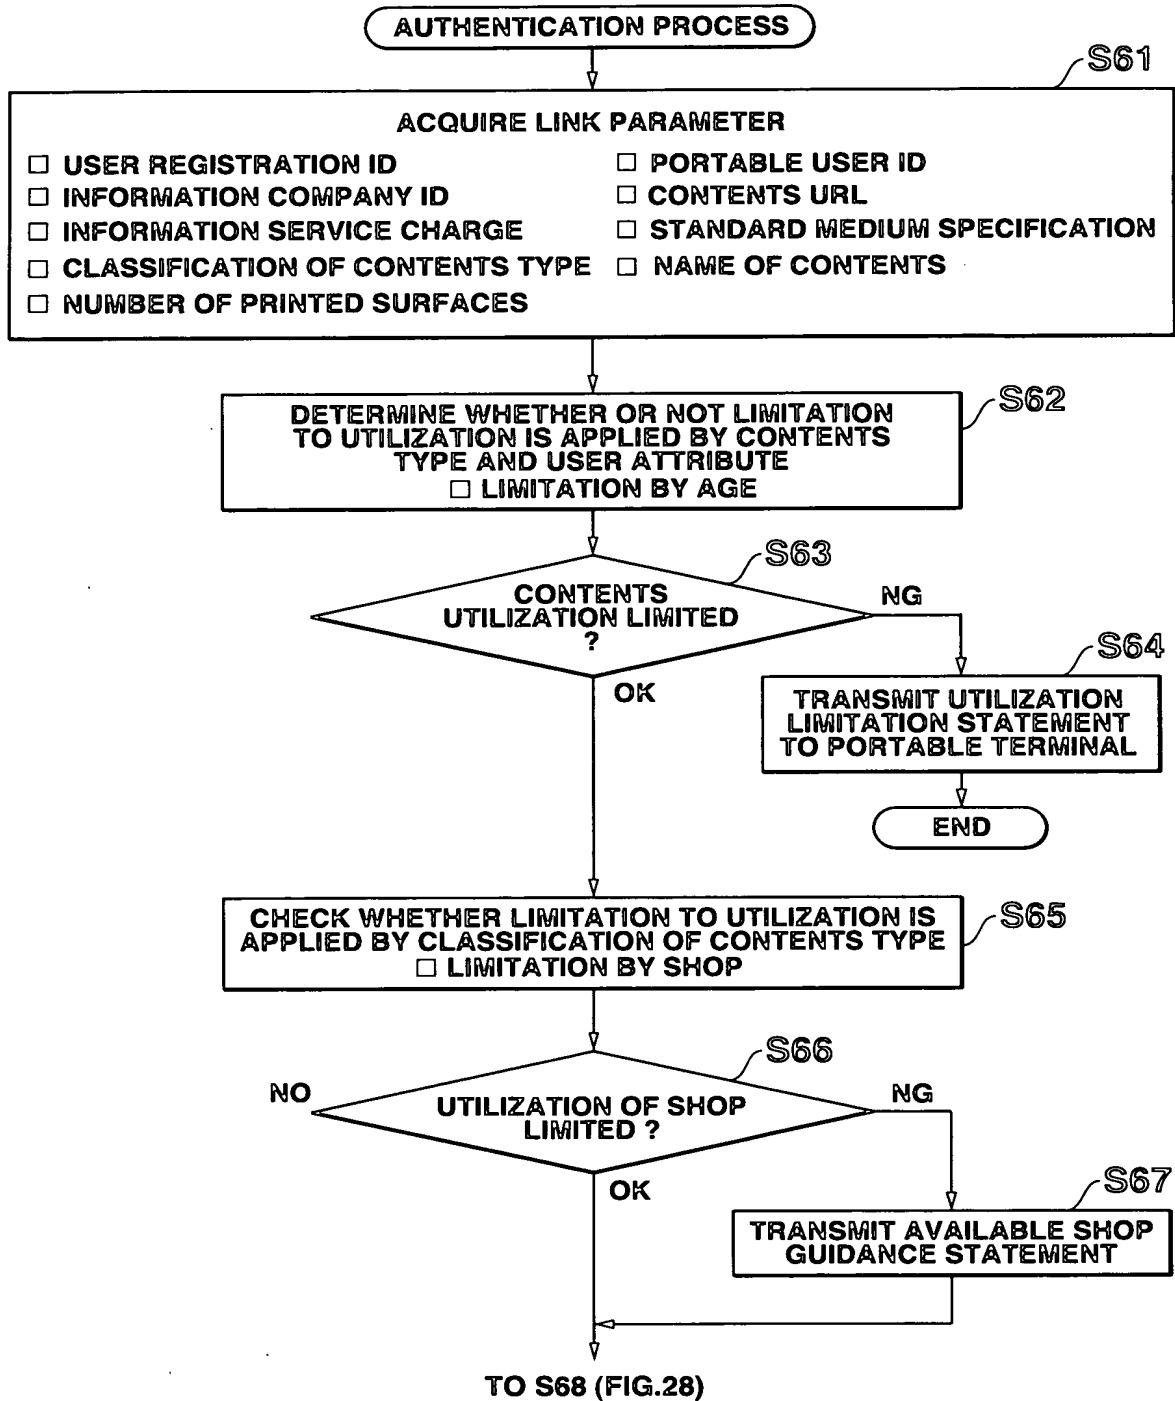 AUTHENTICATION PROCESS
S61
ACQUIRE LINK PARAMETER
□ USER REGISTRATION ID
□ PORTABLE USER ID
□ INFORMATION COMPANY ID
□ CONTENTS URL
□ INFORMATION SERVICE CHARGE
□ STANDARD MEDIUM SPECIFICATION
□ CLASSIFICATION OF CONTENTS TYPE
□ NAME OF CONTENTS
□ NUMBER OF PRINTED SURFACES
S62
DETERMINE WHETHER OR NOT LIMITATION
TO UTILIZATION IS APPLIED BY CONTENTS
TYPE AND USER ATTRIBUTE
□ LIMITATION BY AGE
S63
CONTENTS
UTILIZATION LIMITED
?
NG
OK
S64
TRANSMIT UTILIZATION
LIMITATION STATEMENT
TO PORTABLE TERMINAL
END
S65
CHECK WHETHER LIMITATION TO UTILIZATION IS
APPLIED BY CLASSIFICATION OF CONTENTS TYPE
□ LIMITATION BY SHOP
S66
NO
UTILIZATION OF SHOP
LIMITED ?
NG
OK
S67
TRANSMIT AVAILABLE SHOP
GUIDANCE STATEMENT
TO S68 (FIG.28)